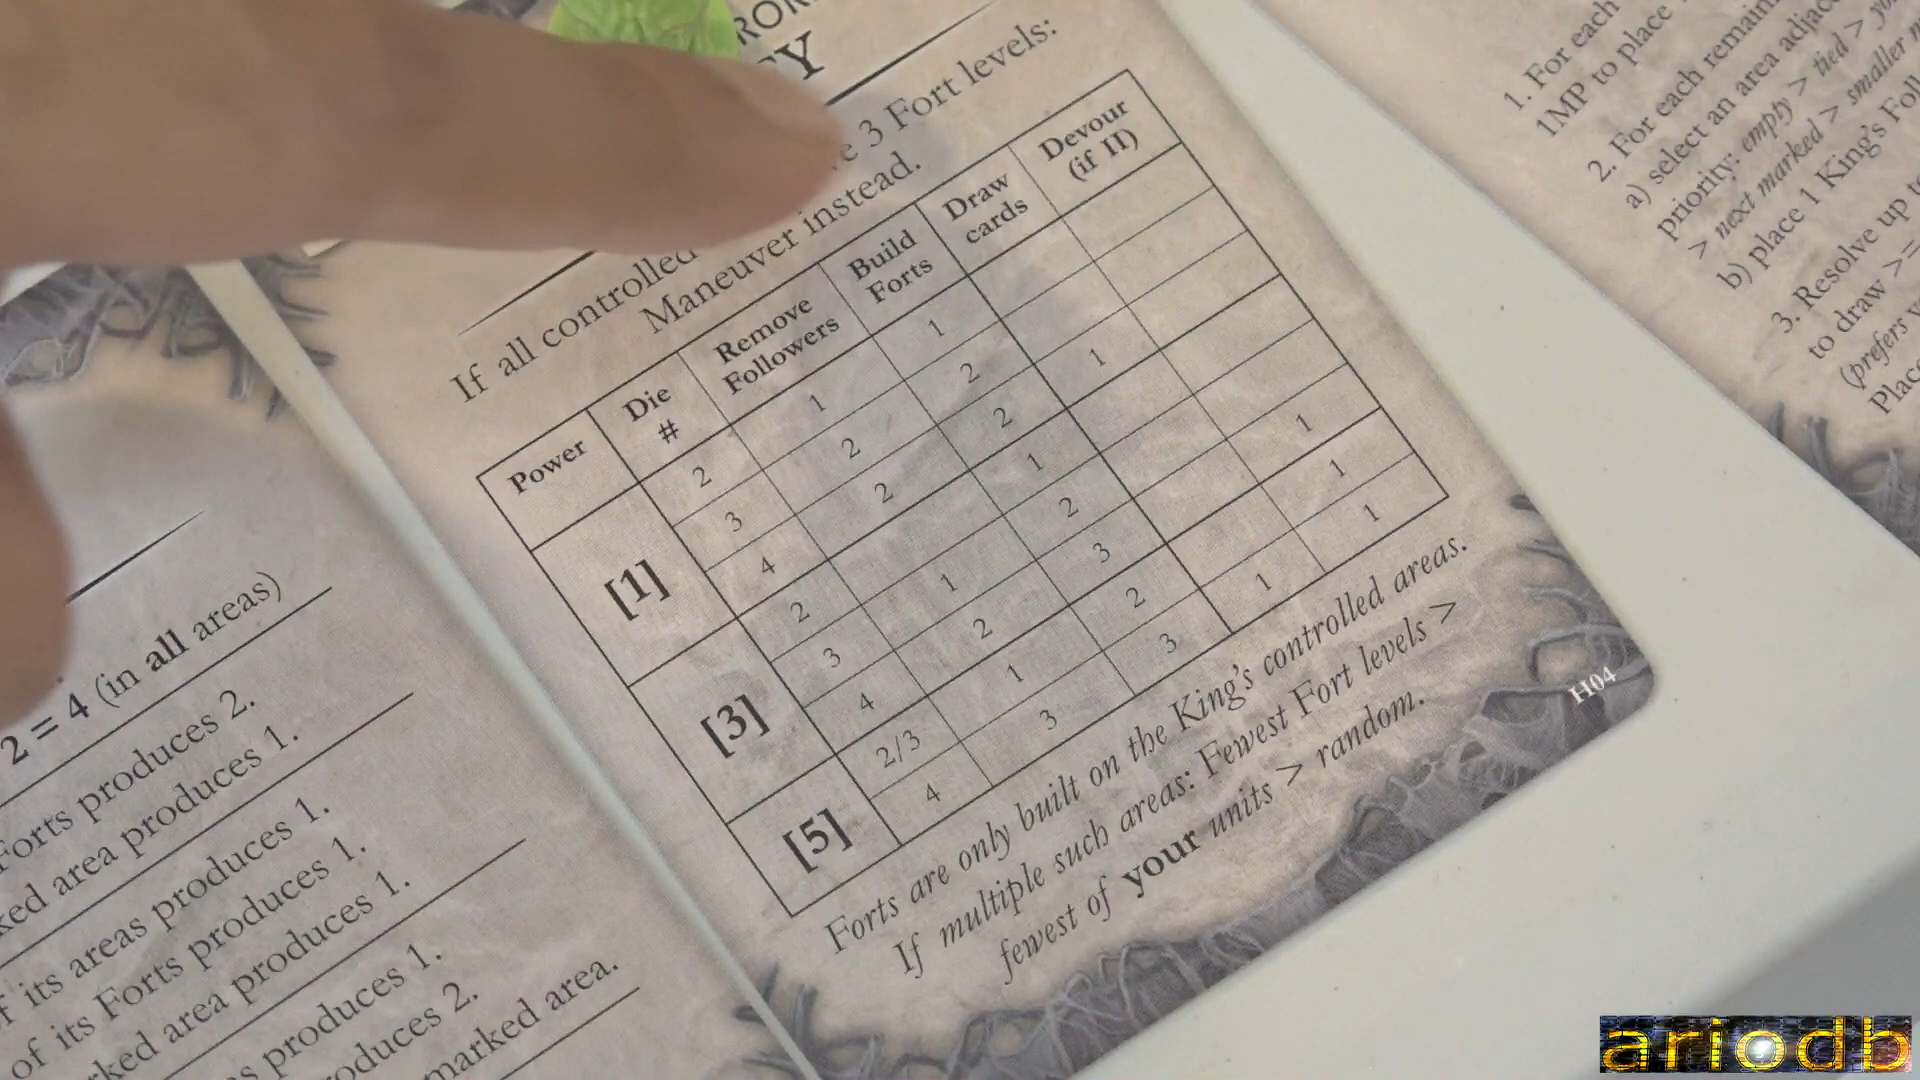 2 = 4 (in all areas)
Forts produces 2.
ked area produces 1.
f its areas produces 1.
of its Forts produces 1.
rked area produces 1.
s produces 1.
roduces 2.
marked area.
Y
e 3 Fort levels:
If all controlled
Maneuver instead.
Power Die # Remove Followers Build Forts Draw cards Devour (if II)
[1] 2 1 1
3 2 2
4 2 2 1
[3] 2 1
3 1 2
4 2 3 1
[5] 2/3 1 2 1
4 3 3 1 1
Forts are only built on the King's controlled areas.
If multiple such areas: Fewest Fort levels >
fewest of your units > random.
H04
1. For each
1MP to place
2. For each remain
a) select an area adjac
priority: empty > tied > yo
> next marked > smaller
b) place 1 King's Foll
3. Resolve up t
to draw >=
(prefers
Place
ariodb